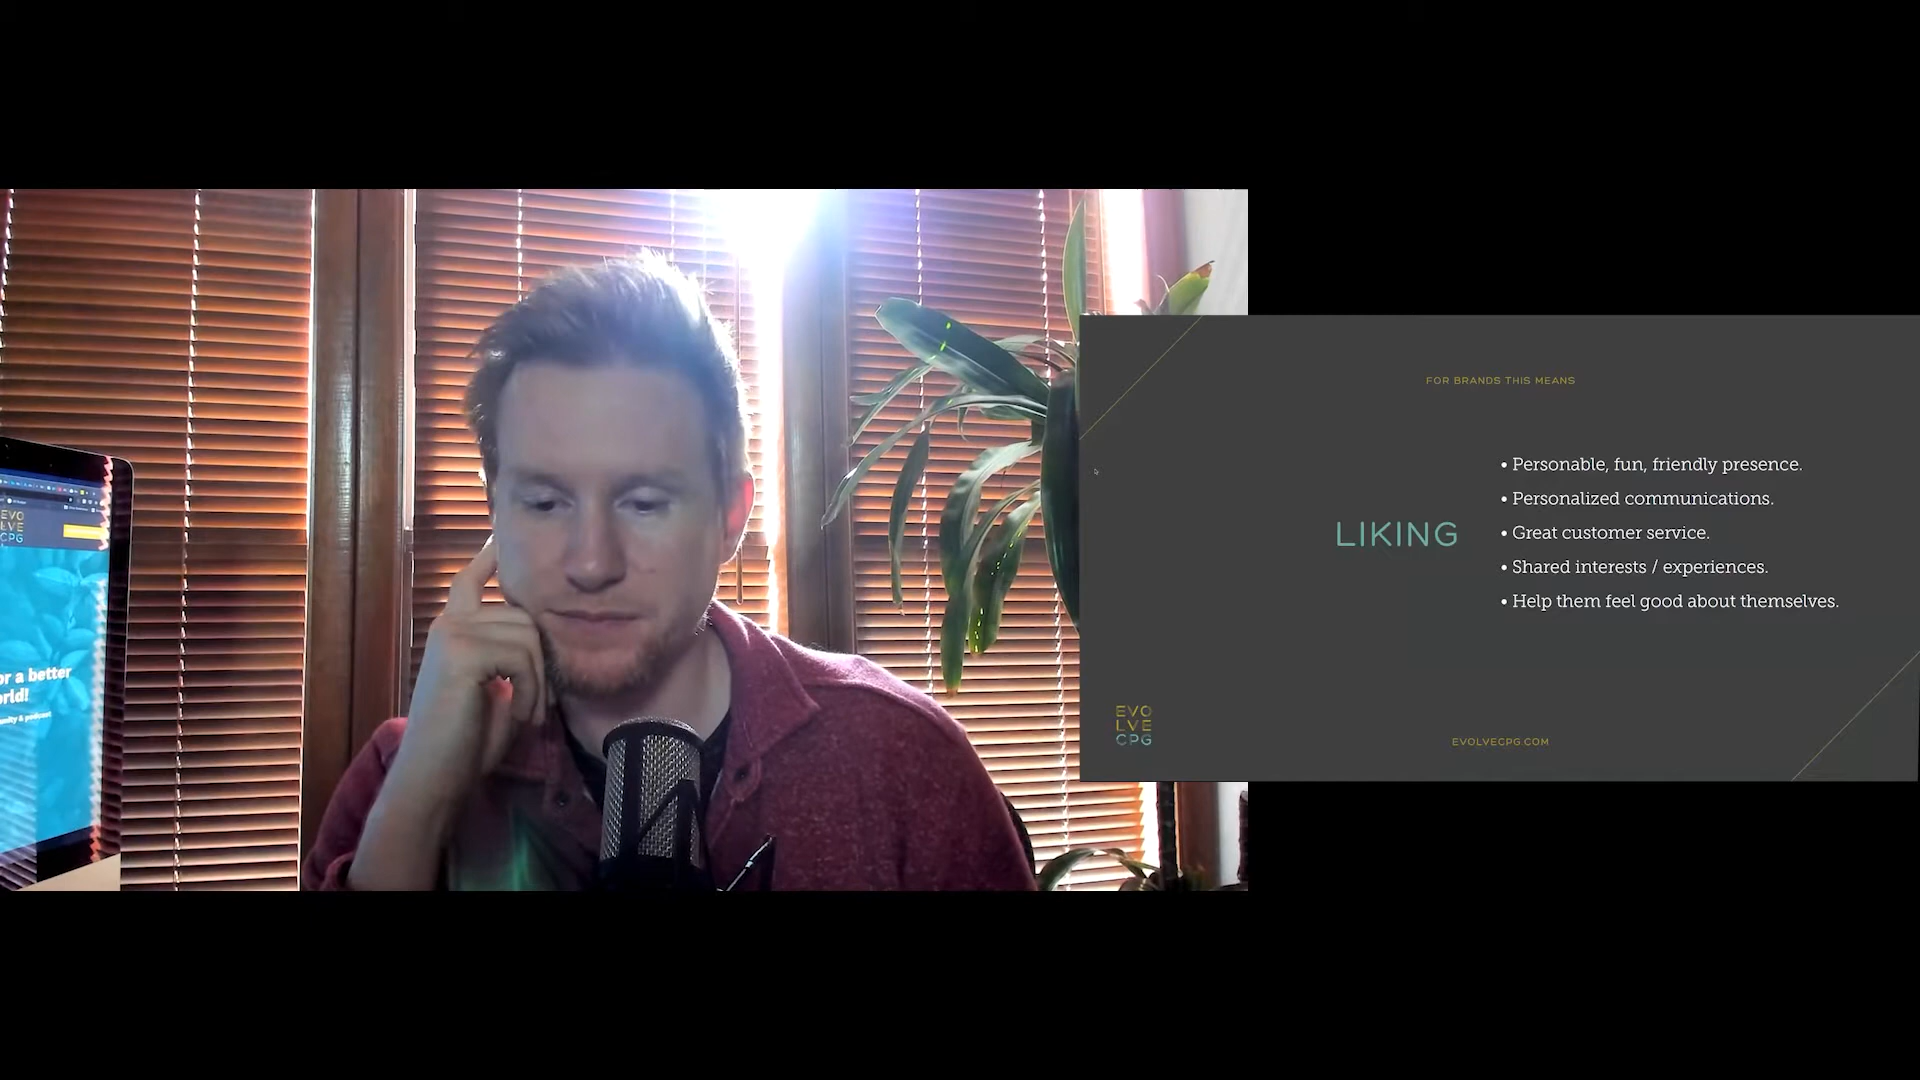 EVO
LVE
CPG
or a better
orld!
FOR BRANDS THIS MEANS
LIKING
• Personable, fun, friendly presence.
• Personalized communications.
• Great customer service.
• Shared interests / experiences.
• Help them feel good about themselves.
EVO
LVE
CPG
EVOLVECPG.COM